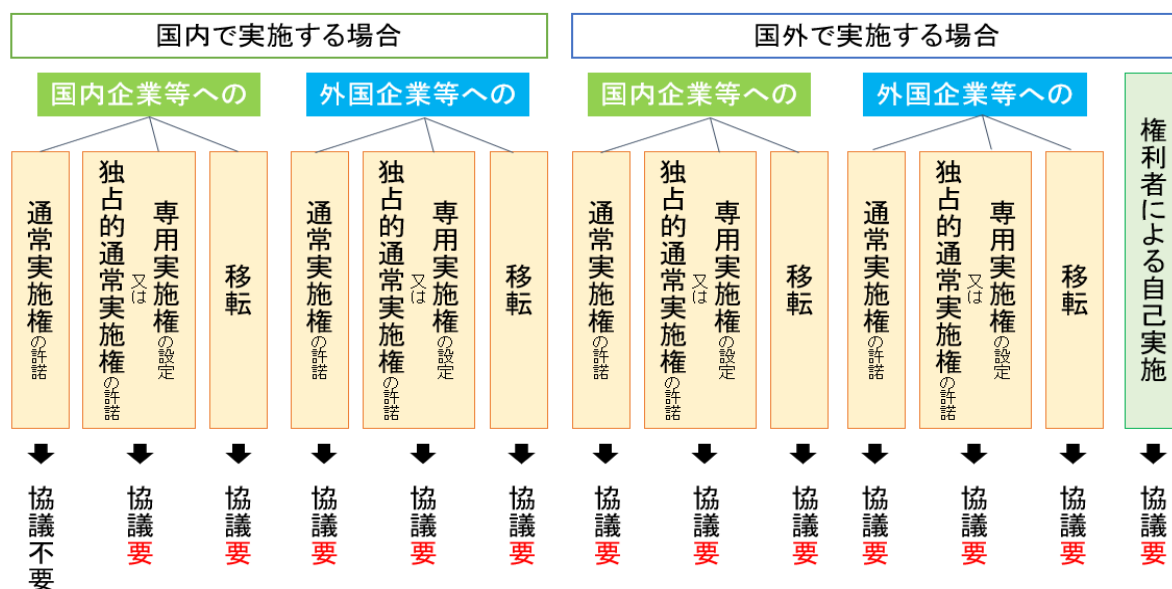 国内で実施する場合
国外で実施する場合
国内企業等への
外国企業等への
国内企業等への
外国企業等への
権利者による自己実施
通常実施権の許諾
専用実施権の設定
又は
独占的通常実施権の許諾
移転
通常実施権の許諾
専用実施権の設定
又は
独占的通常実施権の許諾
移転
通常実施権の許諾
専用実施権の設定
又は
独占的通常実施権の許諾
移転
通常実施権の許諾
専用実施権の設定
又は
独占的通常実施権の許諾
移転
協議不要
協議要
協議要
協議要
協議要
協議要
協議要
協議要
協議要
協議要
協議要
協議要
協議要